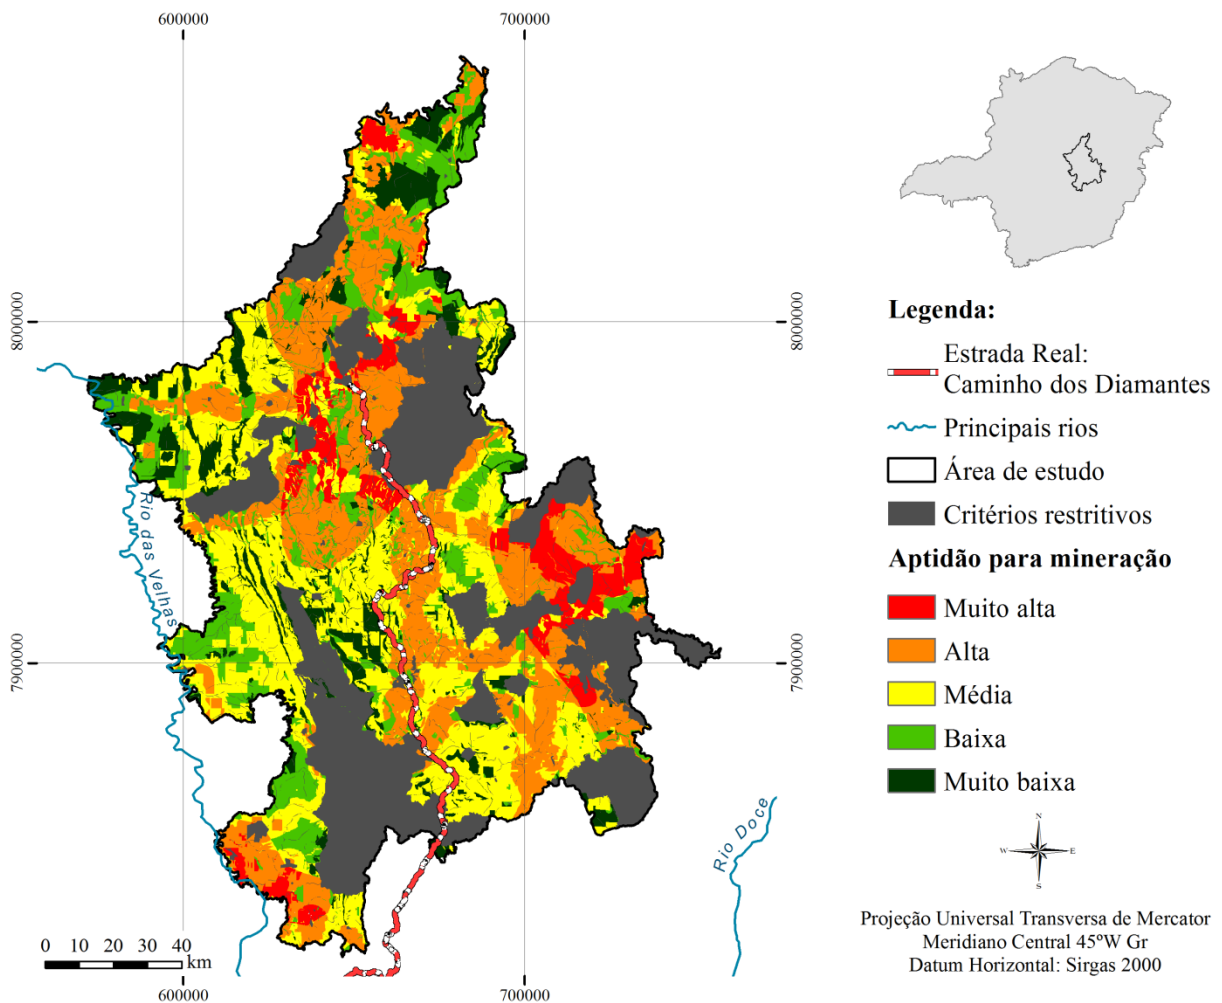 600000
700000
8000000
8000000
7900000
7900000
Rio das Velhas
Rio Doce
0 10 20 30 40
km
600000
700000
Legenda:
Estrada Real:
Caminho dos Diamantes
Principais rios
Área de estudo
Critérios restritivos
Aptidão para mineração
Muito alta
Alta
Média
Baixa
Muito baixa
N
W
E
S
Projeção Universal Transversa de Mercator
Meridiano Central 45ºW Gr
Datum Horizontal: Sirgas 2000